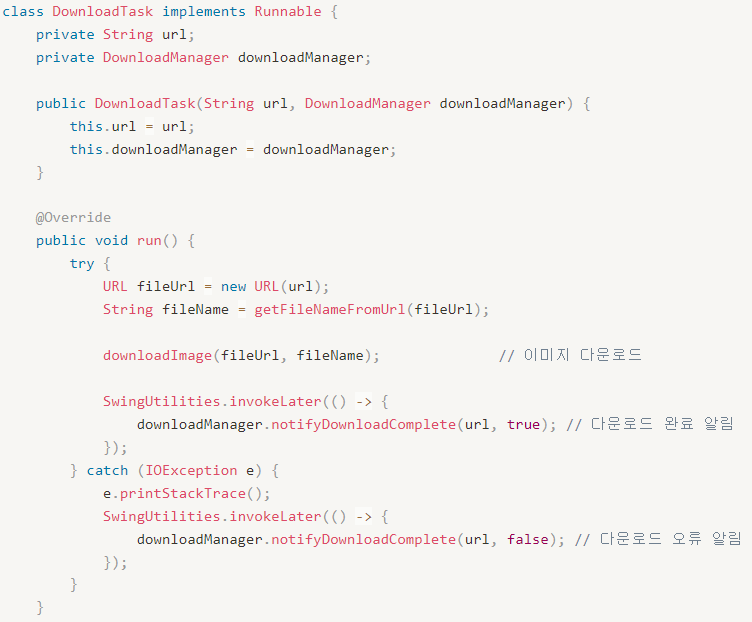 class DownloadTask implements Runnable {
    private String url;
    private DownloadManager downloadManager;

    public DownloadTask(String url, DownloadManager downloadManager) {
        this.url = url;
        this.downloadManager = downloadManager;
    }

    @Override
    public void run() {
        try {
            URL fileUrl = new URL(url);
            String fileName = getFileNameFromUrl(fileUrl);

            downloadImage(fileUrl, fileName);              // 이미지 다운로드

            SwingUtilities.invokeLater(() -> {
                downloadManager.notifyDownloadComplete(url, true); // 다운로드 완료 알림
            });
        } catch (IOException e) {
            e.printStackTrace();
            SwingUtilities.invokeLater(() -> {
                downloadManager.notifyDownloadComplete(url, false); // 다운로드 오류 알림
            });
        }
    }